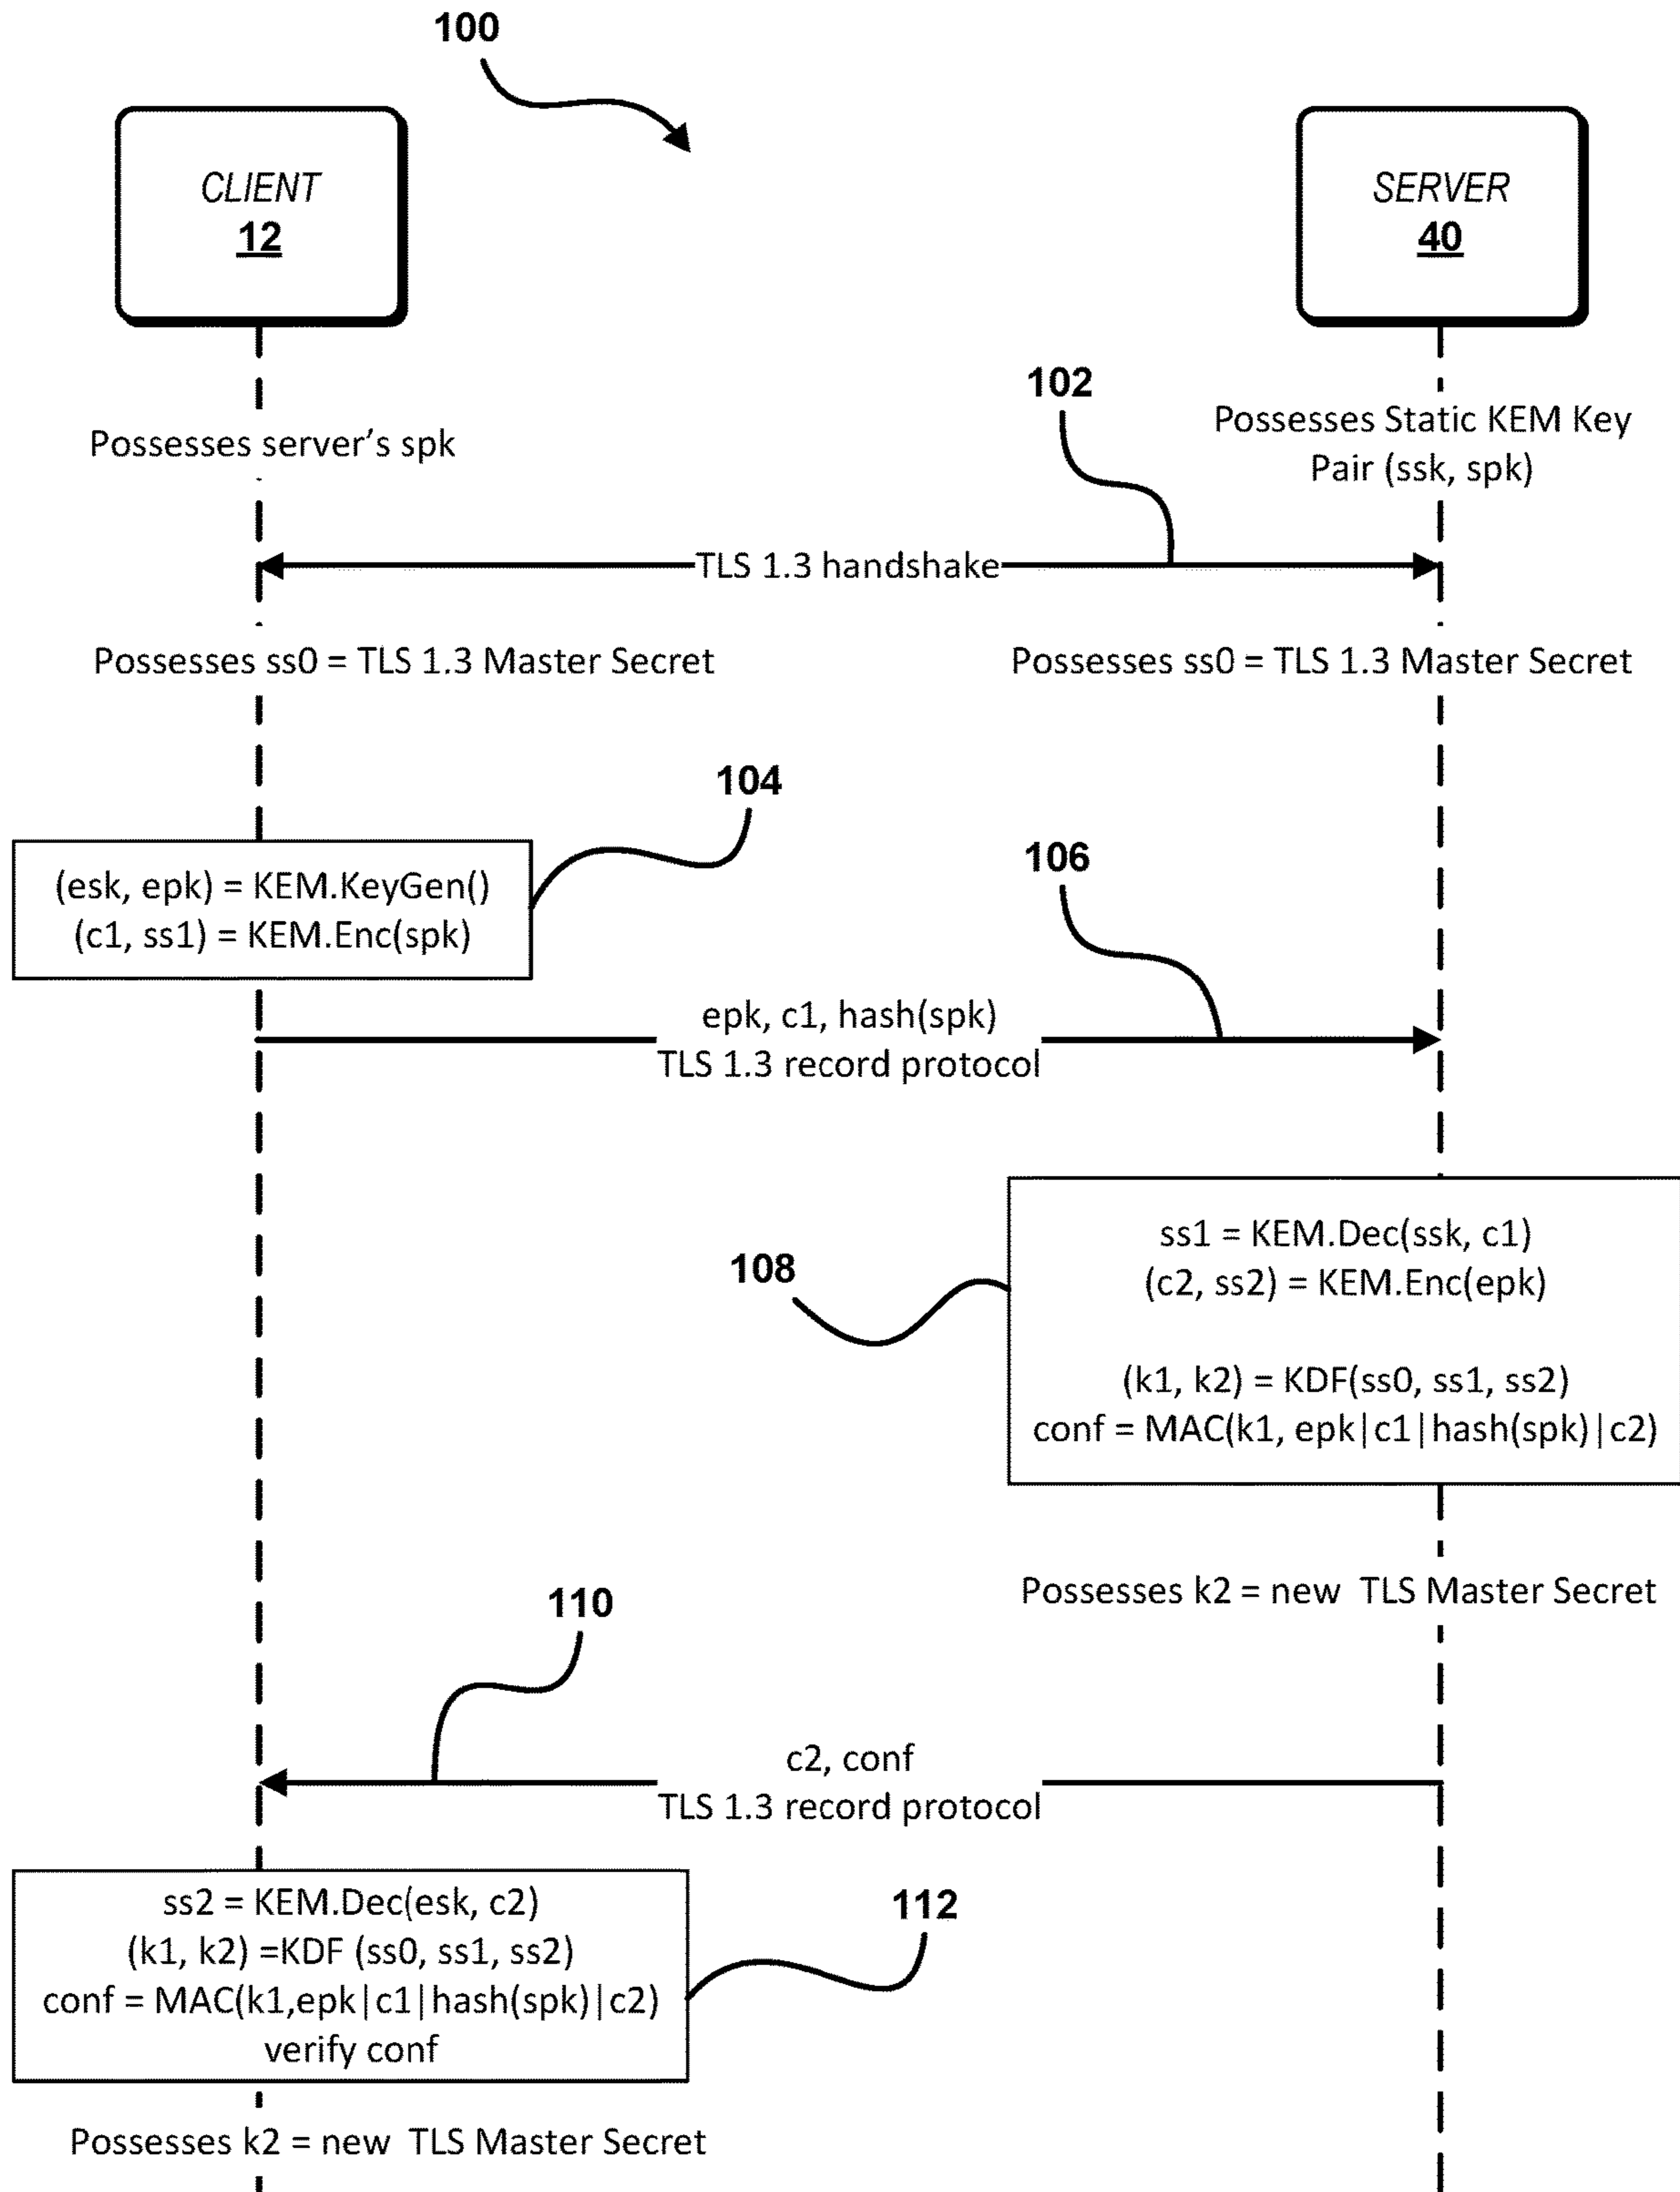 100
CLIENT
12
SERVER
40
102
Possesses server's spk
Possesses Static KEM Key
Pair (ssk, spk)
TLS 1.3 handshake
Possesses ss0 = TLS 1.3 Master Secret
Possesses ss0 = TLS 1.3 Master Secret
104
(esk, epk) = KEM.KeyGen()
(c1, ss1) = KEM.Enc(spk)
106
epk, c1, hash(spk)
TLS 1.3 record protocol
108
ss1 = KEM.Dec(ssk, c1)
(c2, ss2) = KEM.Enc(epk)
(k1, k2) = KDF(ss0, ss1, ss2)
conf = MAC(k1, epk|c1|hash(spk)|c2)
Possesses k2 = new  TLS Master Secret
110
c2, conf
TLS 1.3 record protocol
ss2 = KEM.Dec(esk, c2)
(k1, k2) =KDF (ss0, ss1, ss2)
conf = MAC(k1,epk|c1|hash(spk)|c2)
verify conf
112
Possesses k2 = new  TLS Master Secret